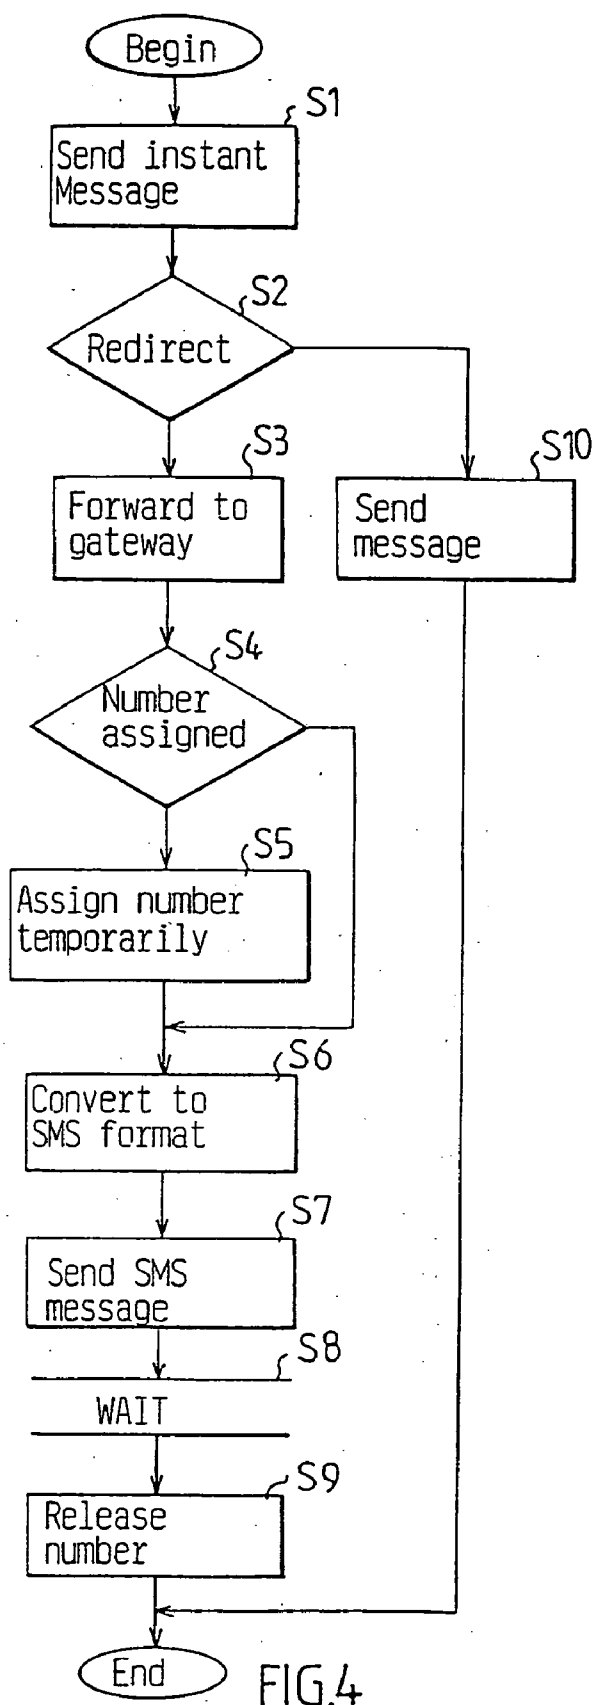 Begin
S1
Send instant
Message
S2
Redirect
S3
Forward to
gateway
S10
Send
message
S4
Number
assigned
S5
Assign number
temporarily
S6
Convert to
SMS format
S7
Send SMS
message
S8
WAIT
S9
Release
number
End
FIG.4